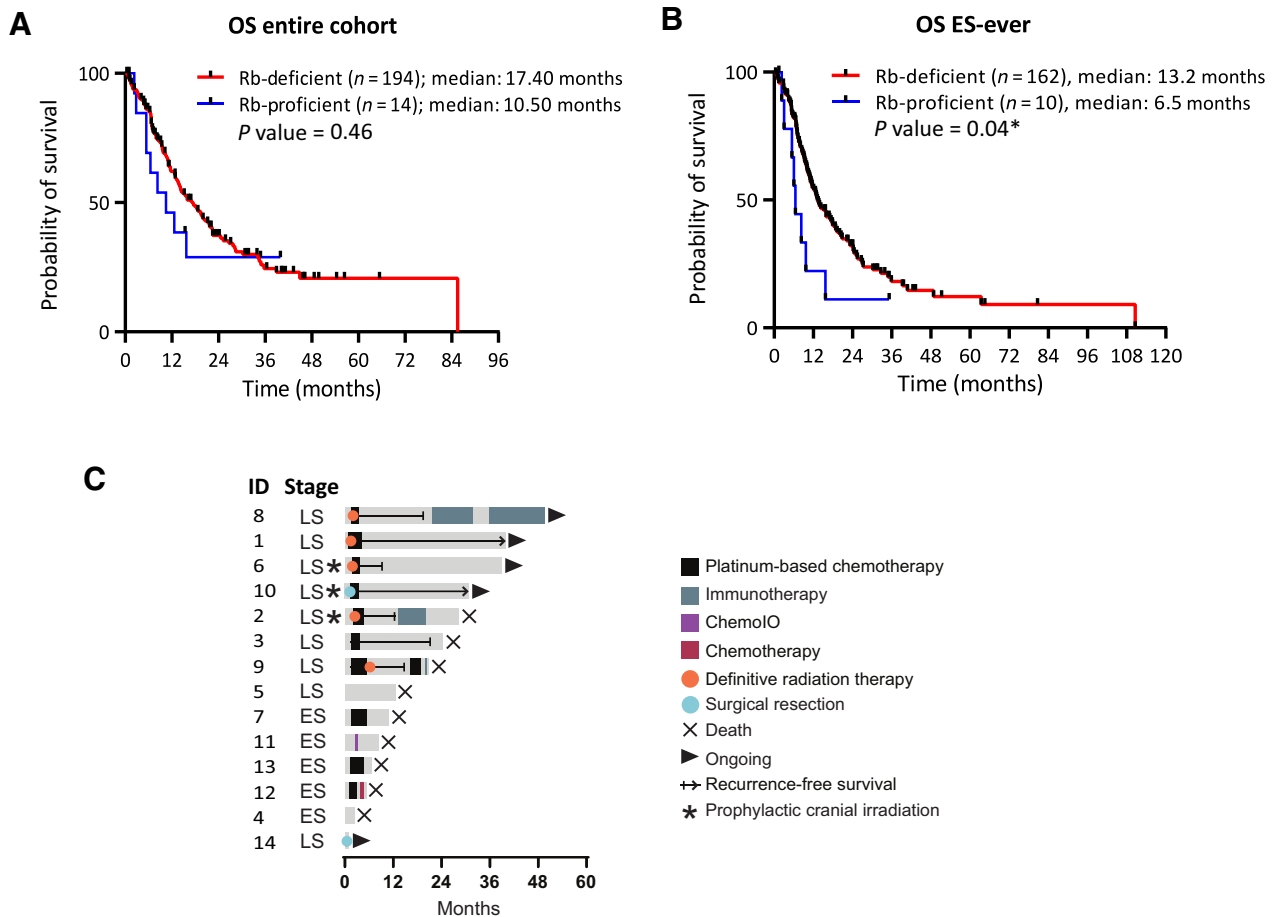 A
OS entire cohort
Rb-deficient (n = 194); median: 17.40 months
Rb-proficient (n = 14); median: 10.50 months
P value = 0.46
Probability of survival
100
50
0
0 12 24 36 48 60 72 84 96
Time (months)
B
OS ES-ever
Rb-deficient (n = 162), median: 13.2 months
Rb-proficient (n = 10), median: 6.5 months
P value = 0.04*
Probability of survival
100
50
0
0 12 24 36 48 60 72 84 96 108 120
Time (months)
C
ID Stage
8 LS
1 LS
6 LS*
10 LS*
2 LS*
3 LS
9 LS
5 LS
7 ES
11 ES
13 ES
12 ES
4 ES
14 LS
0 12 24 36 48 60
Months
Platinum-based chemotherapy
Immunotherapy
ChemoIO
Chemotherapy
Definitive radiation therapy
Surgical resection
Death
Ongoing
Recurrence-free survival
* Prophylactic cranial irradiation